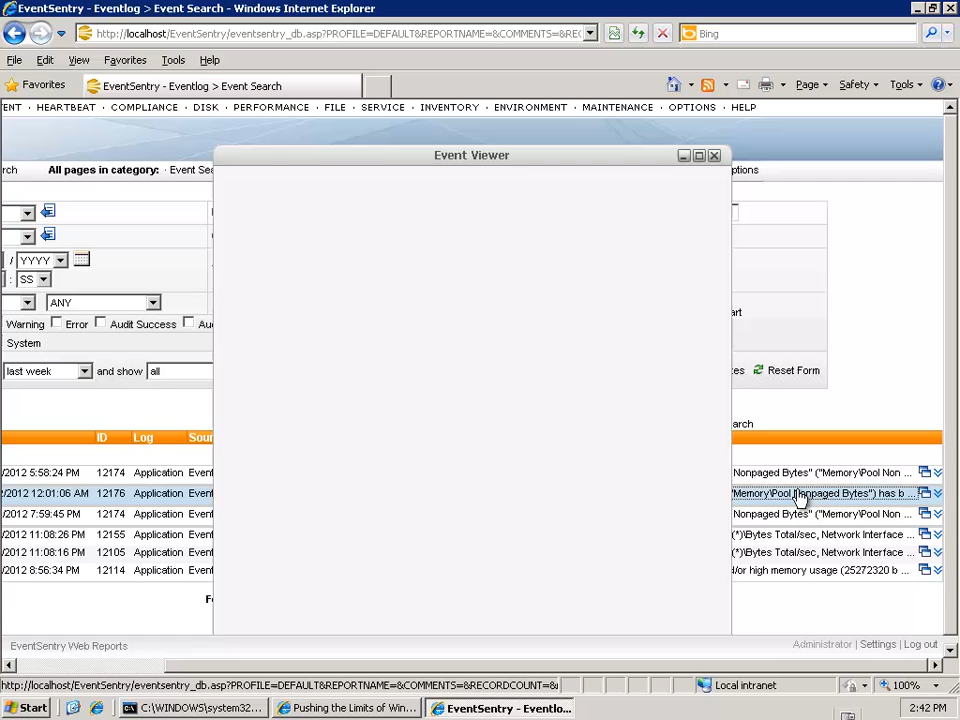 EventSentry - Eventlog > Event Search - Windows Internet Explorer
http://localhost/EventSentry/eventsentry_db.asp?PROFILE=DEFAULT&REPORTNAME=&COMMENTS=&REC
Bing
File Edit View Favorites Tools Help
Favorites EventSentry - Eventlog > Event Search Page Safety Tools
ENT · HEARTBEAT · COMPLIANCE · DISK · PERFORMANCE · FILE · SERVICE · INVENTORY · ENVIRONMENT · MAINTENANCE · OPTIONS · HELP
Event Viewer
rch All pages in category: · Event Sea ptions
/ YYYY
: SS
ANY
art
Warning Error Audit Success Au
System
last week and show all tes Reset Form
earch
ID Log Sour
/2012 5:58:24 PM 12174 Application Event Nonpaged Bytes" ("Memory\Pool Non ...
/2012 12:01:06 AM 12176 Application Event "Memory\Pool Nonpaged Bytes") has b ...
/2012 7:59:45 PM 12174 Application Event Nonpaged Bytes" ("Memory\Pool Non ...
/2012 11:08:26 PM 12155 Application Event (*)\Bytes Total/sec, Network Interface ...
/2012 11:08:16 PM 12105 Application Event (*)\Bytes Total/sec, Network Interface ...
/2012 8:56:34 PM 12114 Application Event d/or high memory usage (25272320 b ...
EventSentry Web Reports Administrator | Settings | Log out
http://localhost/EventSentry/eventsentry_db.asp?PROFILE=DEFAULT&REPORTNAME=&COMMENTS=&RECORDCOUNT=& Local intranet 100%
Start C:\WINDOWS\system32... Pushing the Limits of Win... EventSentry - Eventlo... 2:42 PM